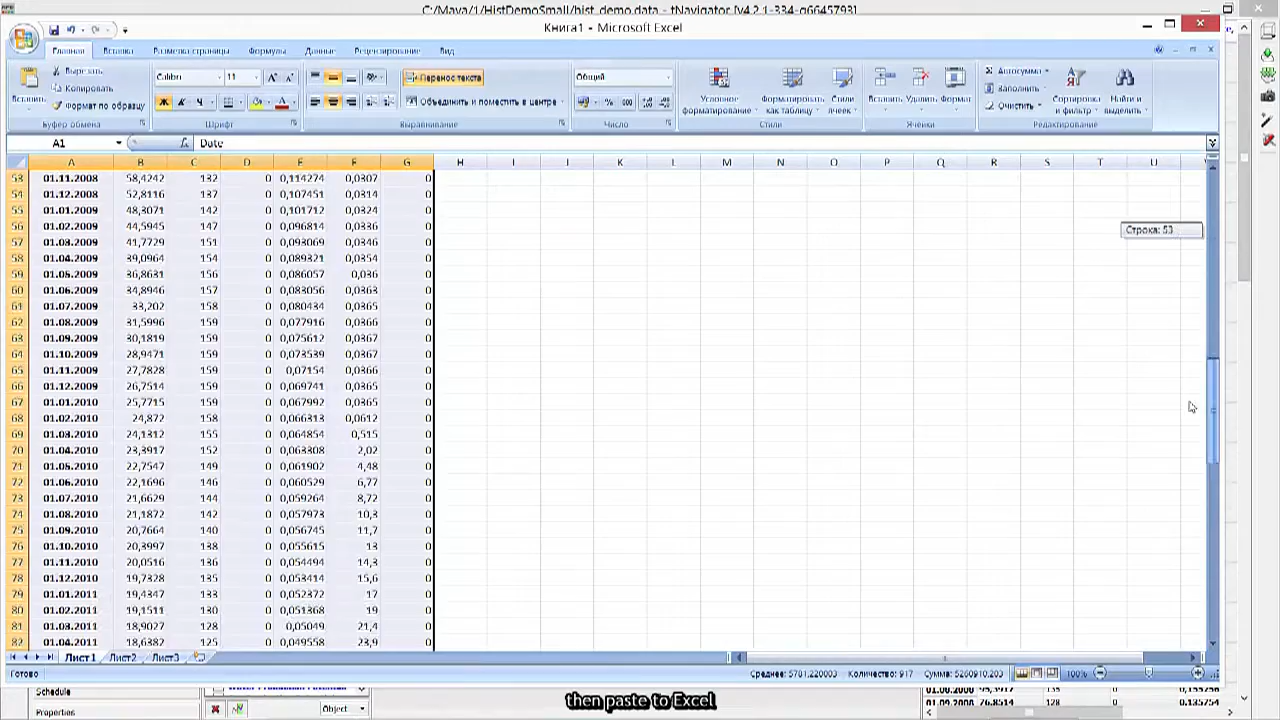 C:/Maya/1/HistDemoSmall/hist_demo.data - tNavigator [v4.2.1-334-g6645793]
Книга1 - Microsoft Excel
Главная Вставка Разметка страницы Формулы Данные Рецензирование Вид
Вставить Вырезать Calibri 11 Перенос текста Общий Условное форматирование Форматировать как таблицу Стили ячеек Вставить Удалить Формат Автосумма Сортировка и фильтр Найти и выделить
Копировать Заполнить
Формат по образцу Ж К Ч Объединить и поместить в центре % 000 Очистить
Буфер обмена Шрифт Выравнивание Число Стили Ячейки Редактирование
A1 Date
A B C D E F G H K L M N O P Q R S T U
53 01.11.2008 58,4242 132 0 0,114274 0,0307 0
54 01.12.2008 52,8116 137 0 0,107451 0,0314 0
55 01.01.2009 48,3071 142 0 0,101712 0,0324 0
56 01.02.2009 44,5945 147 0 0,096814 0,0336 0
57 01.03.2009 41,7729 151 0 0,093069 0,0346 0
58 01.04.2009 39,0964 154 0 0,089321 0,0354 0
59 01.05.2009 36,8631 156 0 0,086057 0,036 0
60 01.06.2009 34,8946 157 0 0,083056 0,0363 0
61 01.07.2009 33,202 158 0 0,080434 0,0365 0
62 01.08.2009 31,5996 159 0 0,077916 0,0366 0
63 01.09.2009 30,1819 159 0 0,075612 0,0367 0
64 01.10.2009 28,9471 159 0 0,073539 0,0367 0
65 01.11.2009 27,7828 159 0 0,07154 0,0366 0
66 01.12.2009 26,7514 159 0 0,069741 0,0365 0
67 01.01.2010 25,7715 159 0 0,067992 0,0365 0
68 01.02.2010 24,872 158 0 0,066313 0,0612 0
69 01.03.2010 24,1312 155 0 0,064854 0,515 0
70 01.04.2010 23,3917 152 0 0,063308 2,02 0
71 01.05.2010 22,7547 149 0 0,061902 4,48 0
72 01.06.2010 22,1696 146 0 0,060529 6,77 0
73 01.07.2010 21,6629 144 0 0,059264 8,72 0
74 01.08.2010 21,1872 142 0 0,057973 10,3 0
75 01.09.2010 20,7664 140 0 0,056745 11,7 0
76 01.10.2010 20,3997 138 0 0,055615 13 0
77 01.11.2010 20,0516 136 0 0,054494 14,3 0
78 01.12.2010 19,7328 135 0 0,053414 15,6 0
79 01.01.2011 19,4347 133 0 0,052372 17 0
80 01.02.2011 19,1511 130 0 0,051368 19 0
81 01.03.2011 18,9027 128 0 0,05049 21,4 0
82 01.04.2011 18,6382 125 0 0,049558 23,9 0
Строка: 53
Лист1 Лист2 Лист3
Готово Среднее: 5781,220003 Количество: 917 Сумма: 5260910,203 100%
Schedule
Properties Object
then paste to Excel
01.09.2008 76.8514 128 0 0.135754